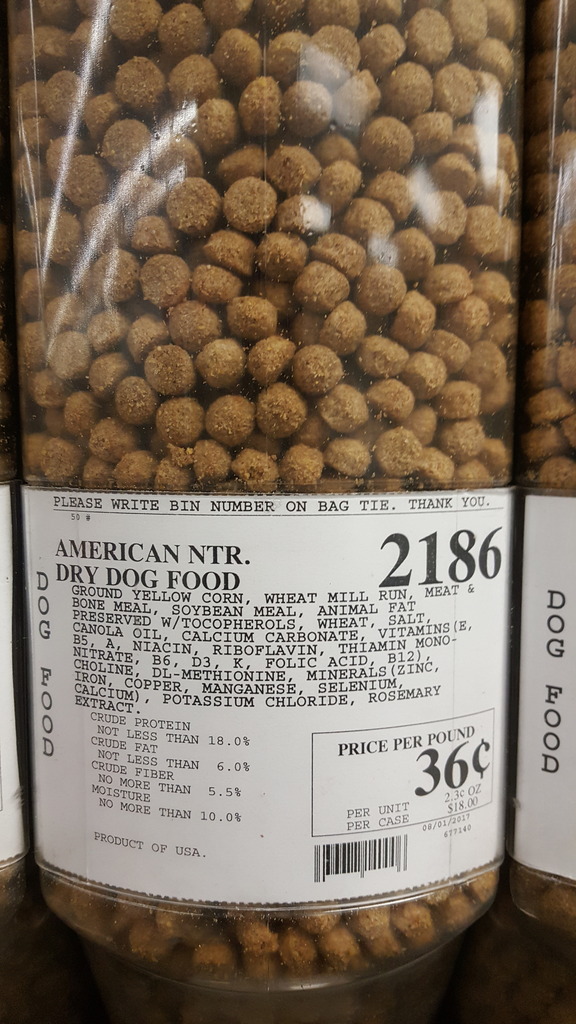 PLEASE WRITE BIN NUMBER ON BAG TIE. THANK YOU.
50 #
AMERICAN NTR.
DRY DOG FOOD
2186
DOG FOOD
GROUND YELLOW CORN, WHEAT MILL RUN, MEAT &
BONE MEAL, SOYBEAN MEAL, ANIMAL FAT
PRESERVED W/TOCOPHEROLS, WHEAT, SALT,
CANOLA OIL, CALCIUM CARBONATE, VITAMINS(E,
B5, A, NIACIN, RIBOFLAVIN, THIAMIN MONO-
NITRATE, B6, D3, K, FOLIC ACID, B12),
CHOLINE, DL-METHIONINE, MINERALS(ZINC,
IRON, COPPER, MANGANESE, SELENIUM,
CALCIUM), POTASSIUM CHLORIDE, ROSEMARY
EXTRACT.
CRUDE PROTEIN
NOT LESS THAN 18.0%
CRUDE FAT
NOT LESS THAN 6.0%
CRUDE FIBER
NO MORE THAN 5.5%
MOISTURE
NO MORE THAN 10.0%
PRODUCT OF USA.
PRICE PER POUND
36¢
PER UNIT 2.3¢ OZ
PER CASE $18.00
08/01/2017
677140
DOG FOOD